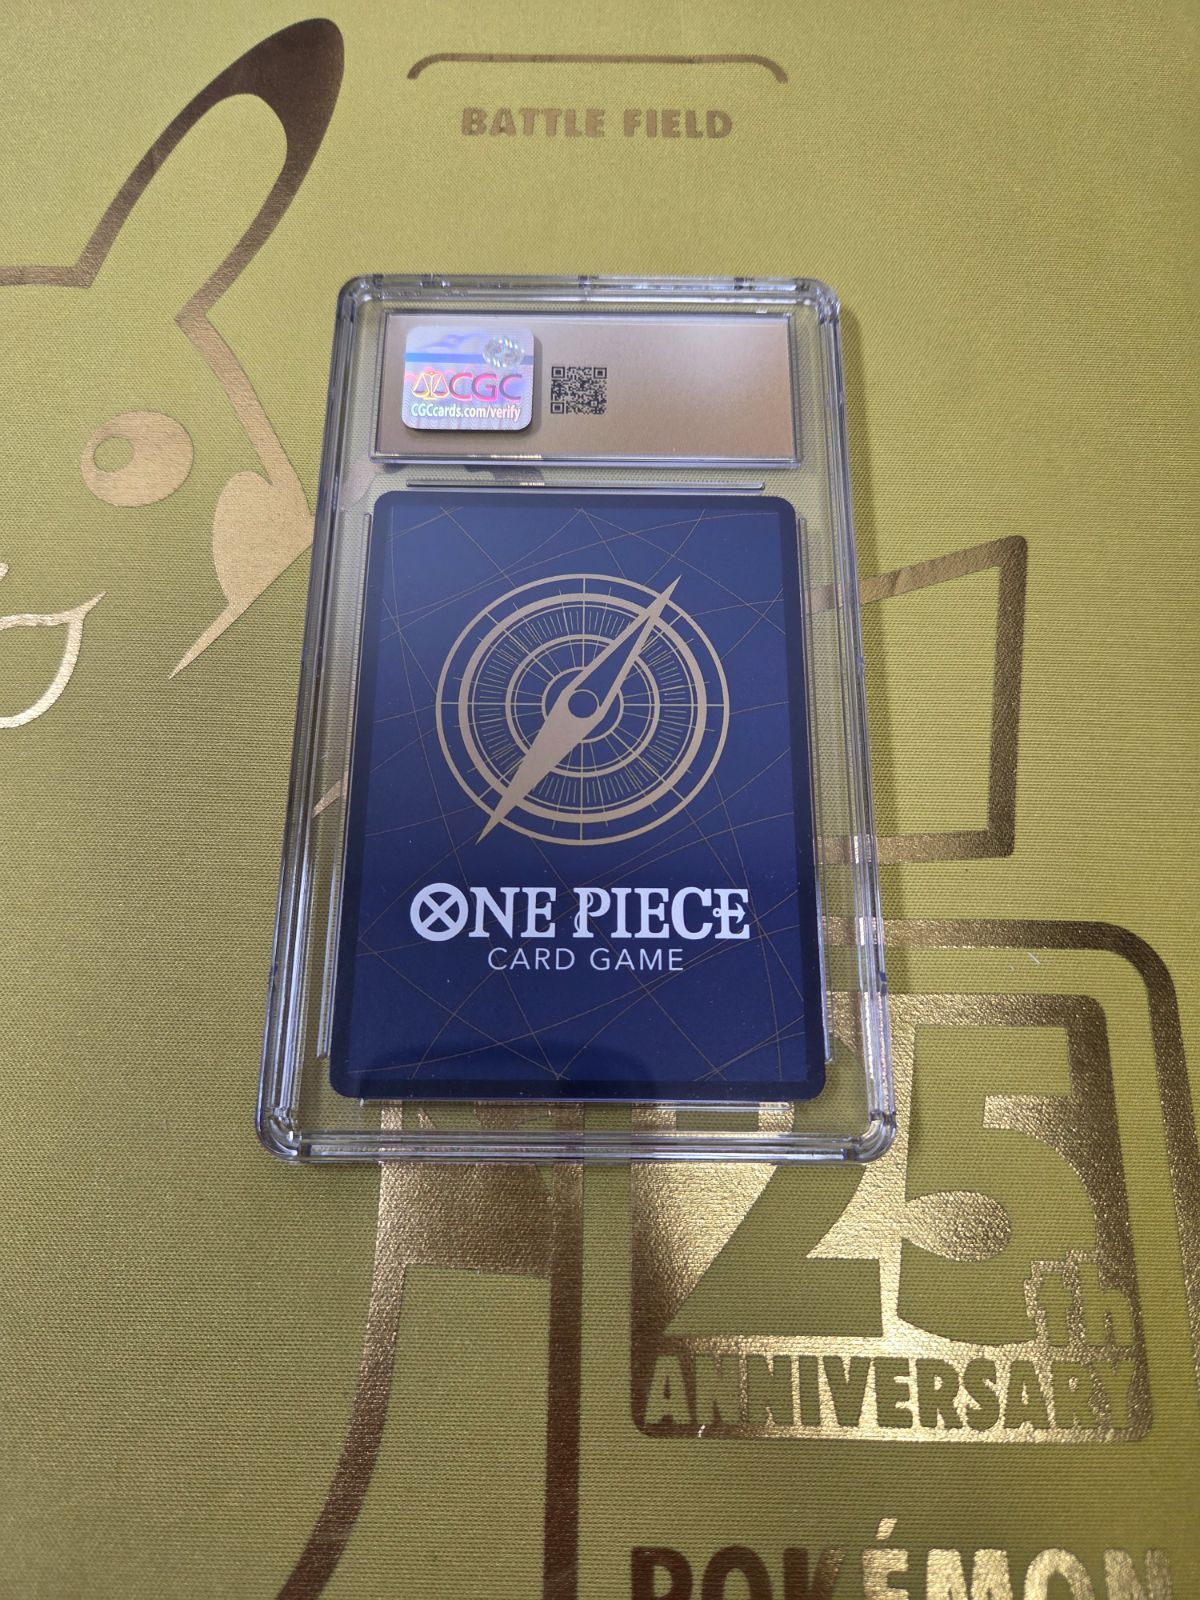 BATTLE FIELD
CGC
CGCcards.com/verify
ONE PIECE
CARD GAME
25th
ANNIVERSARY
POKÉMON